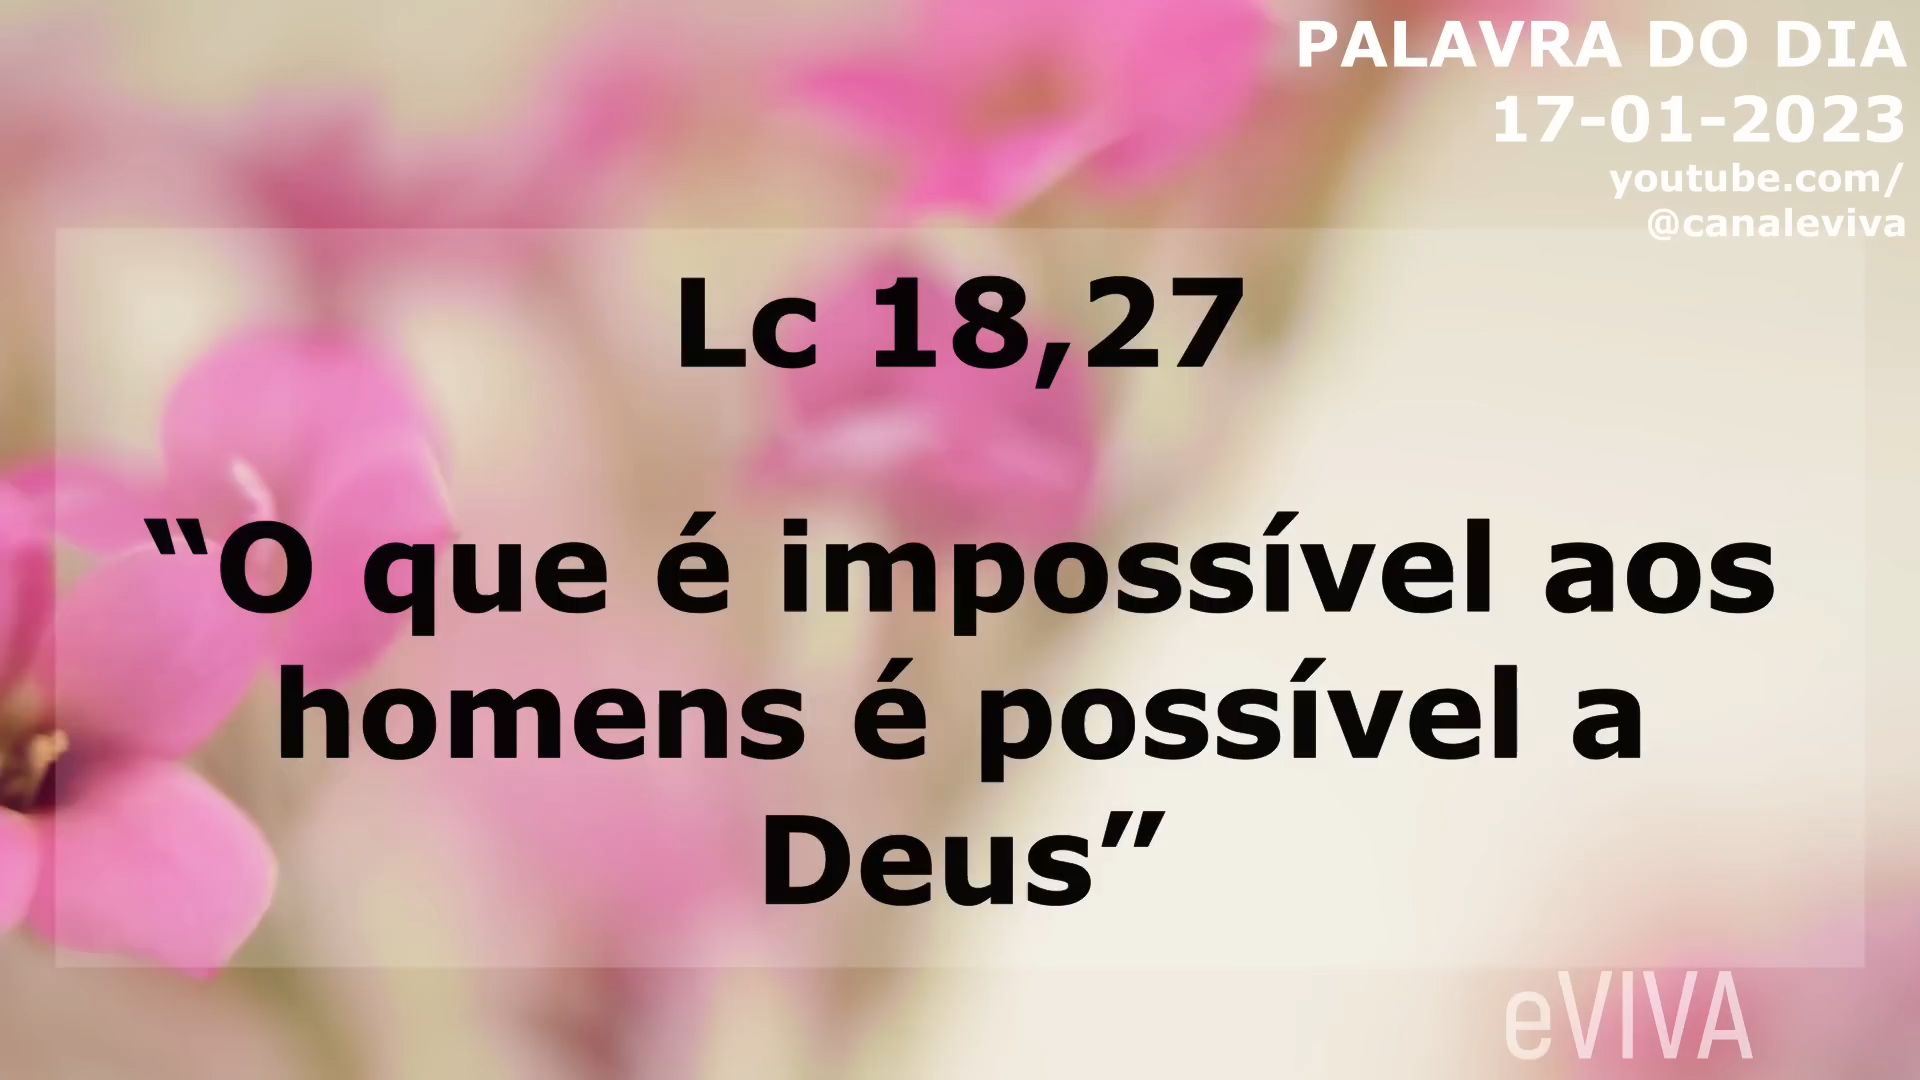 PALAVRA DO DIA
17-01-2023
youtube.com/
@canaleviva
Lc 18,27
“O que é impossível aos
homens é possível a
Deus”
eVIVA